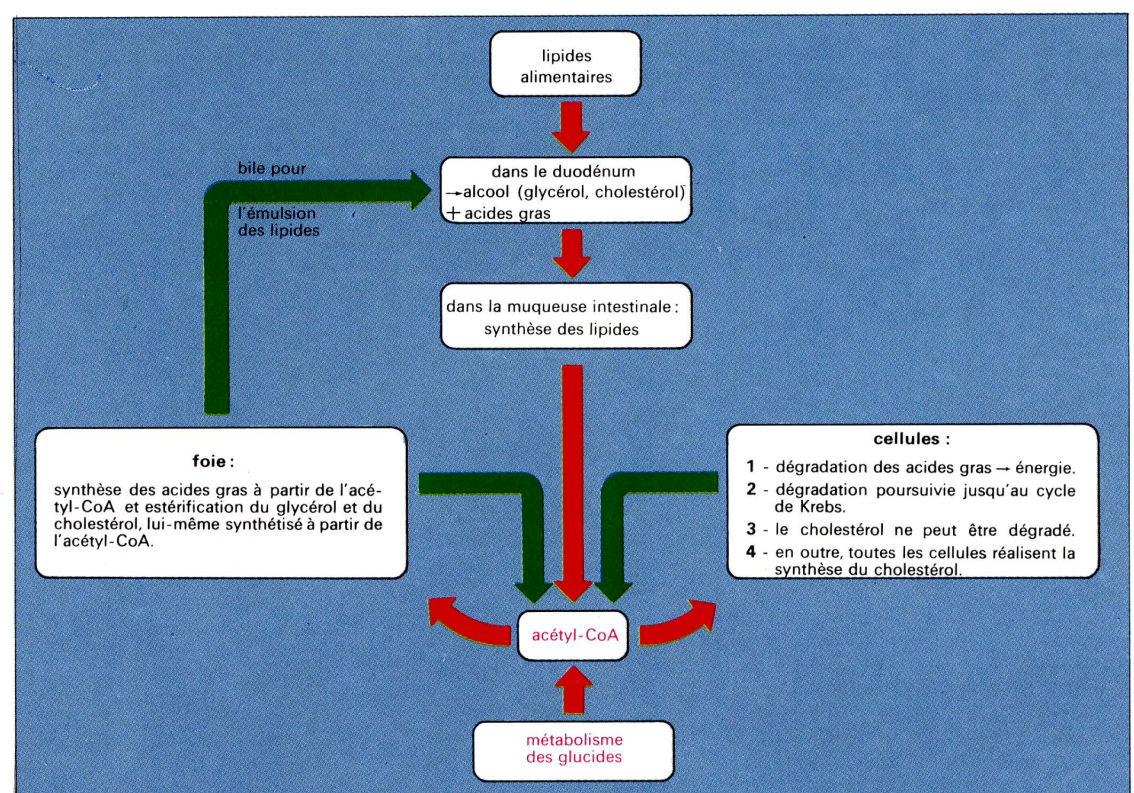 lipides
alimentaires
bile pour
l'émulsion
des lipides
dans le duodénum
→alcool (glycérol, cholestérol)
+ acides gras
dans la muqueuse intestinale :
synthèse des lipides
foie :
synthèse des acides gras à partir de l'acé-
tyl-CoA et estérification du glycérol et du
cholestérol, lui-même synthétisé à partir de
l'acétyl-CoA.
cellules :
1 - dégradation des acides gras → énergie.
2 - dégradation poursuivie jusqu'au cycle
de Krebs.
3 - le cholestérol ne peut être dégradé.
4 - en outre, toutes les cellules réalisent la
synthèse du cholestérol.
acétyl-CoA
métabolisme
des glucides